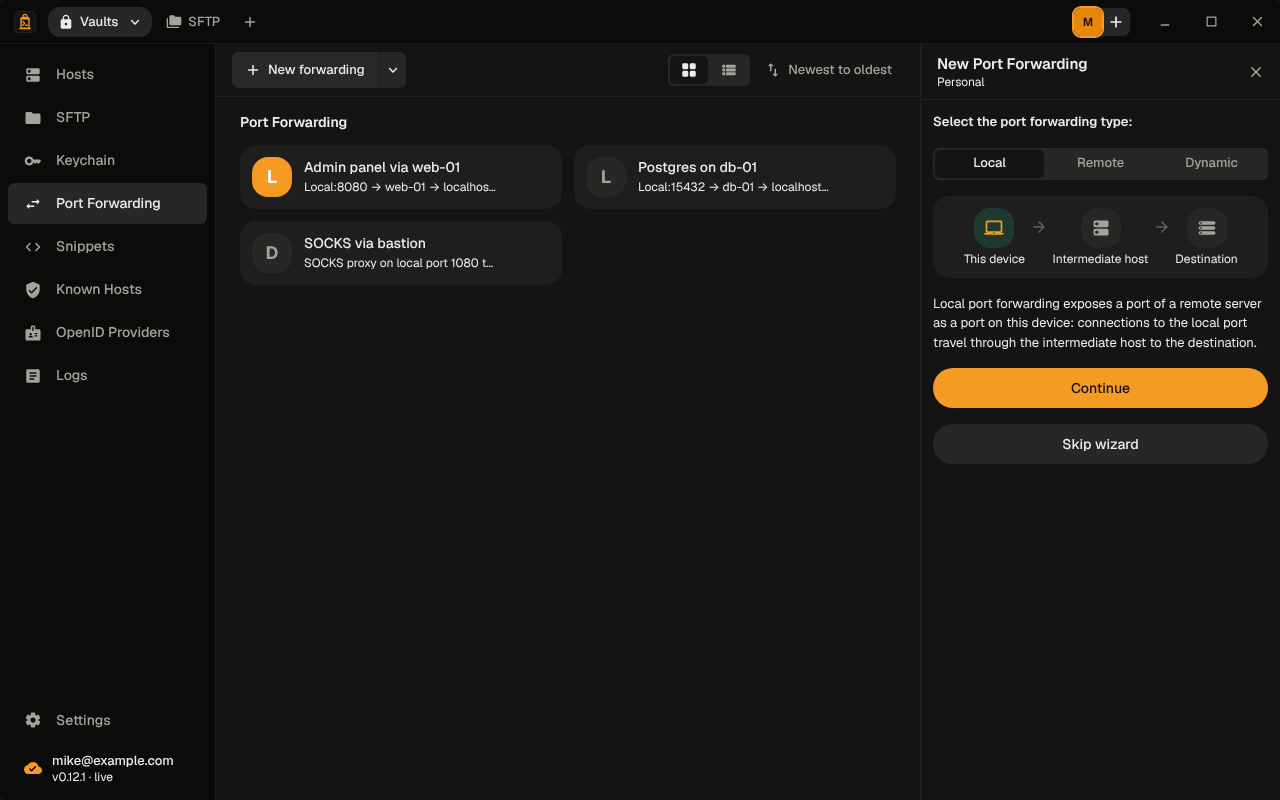 Vaults
SFTP
M
Hosts
SFTP
Keychain
Port Forwarding
Snippets
Known Hosts
OpenID Providers
Logs
Settings
mike@example.com
v0.12.1 · live
New forwarding
Newest to oldest
Port Forwarding
L
Admin panel via web-01
Local:8080 → web-01 → localhos...
L
Postgres on db-01
Local:15432 → db-01 → localhost...
D
SOCKS via bastion
SOCKS proxy on local port 1080 t...
New Port Forwarding
Personal
Select the port forwarding type:
Local
Remote
Dynamic
This device
Intermediate host
Destination
Local port forwarding exposes a port of a remote server
as a port on this device: connections to the local port
travel through the intermediate host to the destination.
Continue
Skip wizard